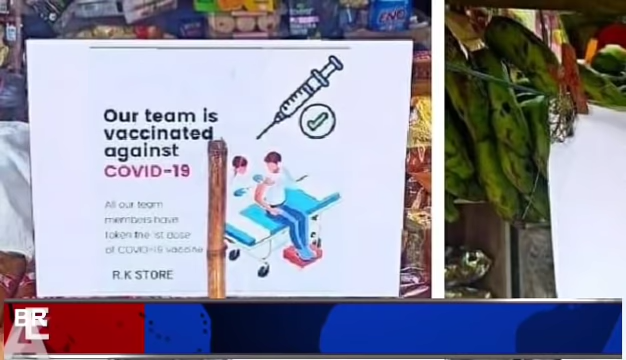 Our team is
vaccinated
against
COVID-19
All our team
members have
taken the 1st dose
of COVID-19 vaccine
R.K STORE